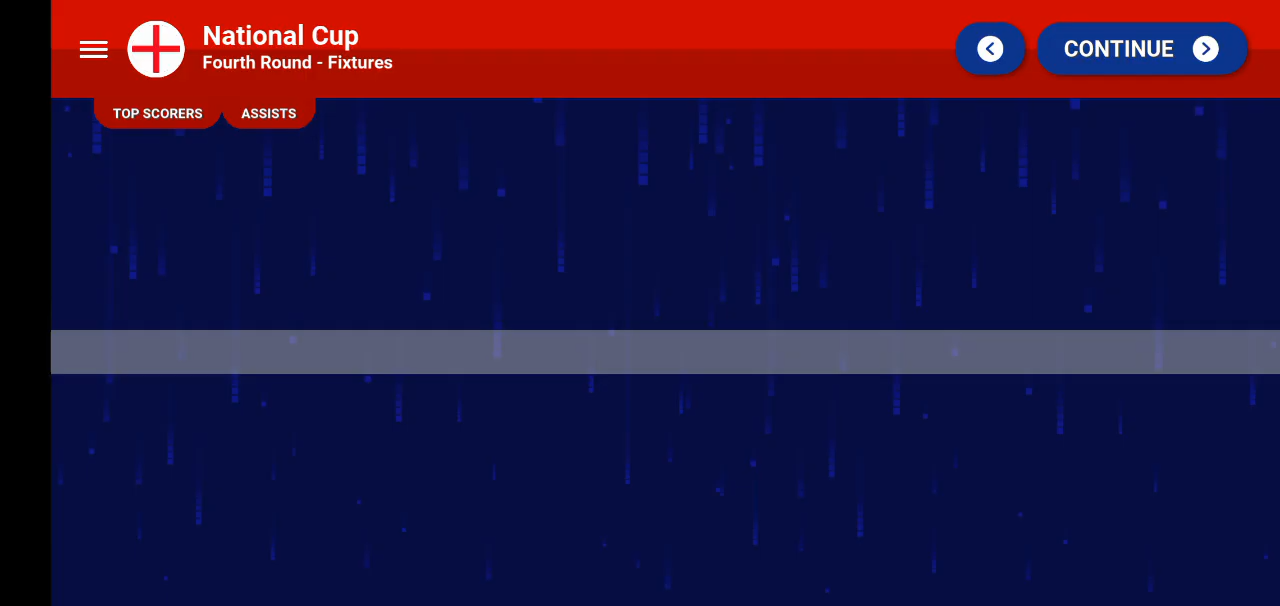 National Cup
Fourth Round - Fixtures
CONTINUE
TOP SCORERS
ASSISTS